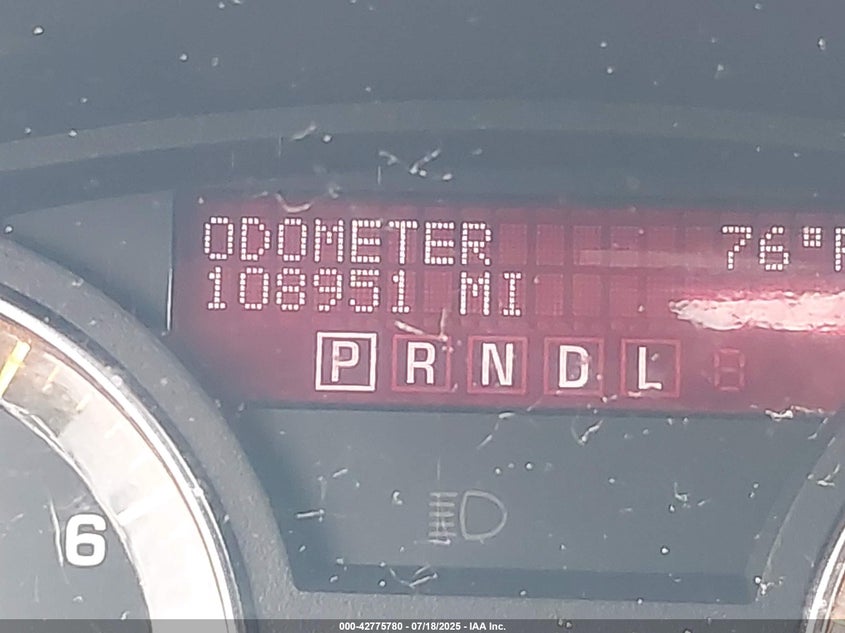 ODOMETER 76°F
108951 MI
P R N D L
6
000-42775780 - 07/18/2025 - IAA Inc.